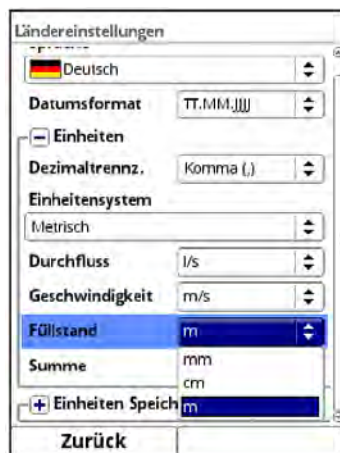 Ländereinstellungen
Sprache
Deutsch
Datumsformat TT.MM.JJJJ
Einheiten
Dezimaltrennz. Komma (,)
Einheitensystem
Metrisch
Durchfluss l/s
Geschwindigkeit m/s
Füllstand m
Summe
mm
cm
m
Einheiten Speich
Zurück